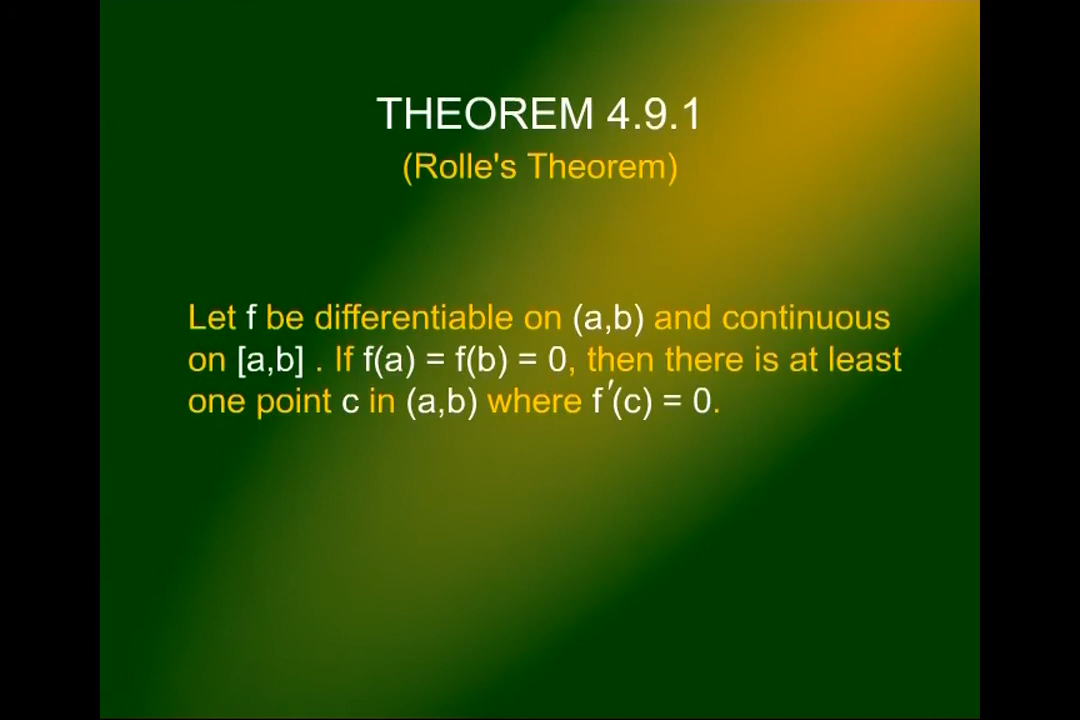 THEOREM 4.9.1
(Rolle's Theorem)
Let f be differentiable on (a,b) and continuous
on [a,b] . If f(a) = f(b) = 0, then there is at least
one point c in (a,b) where f′(c) = 0.